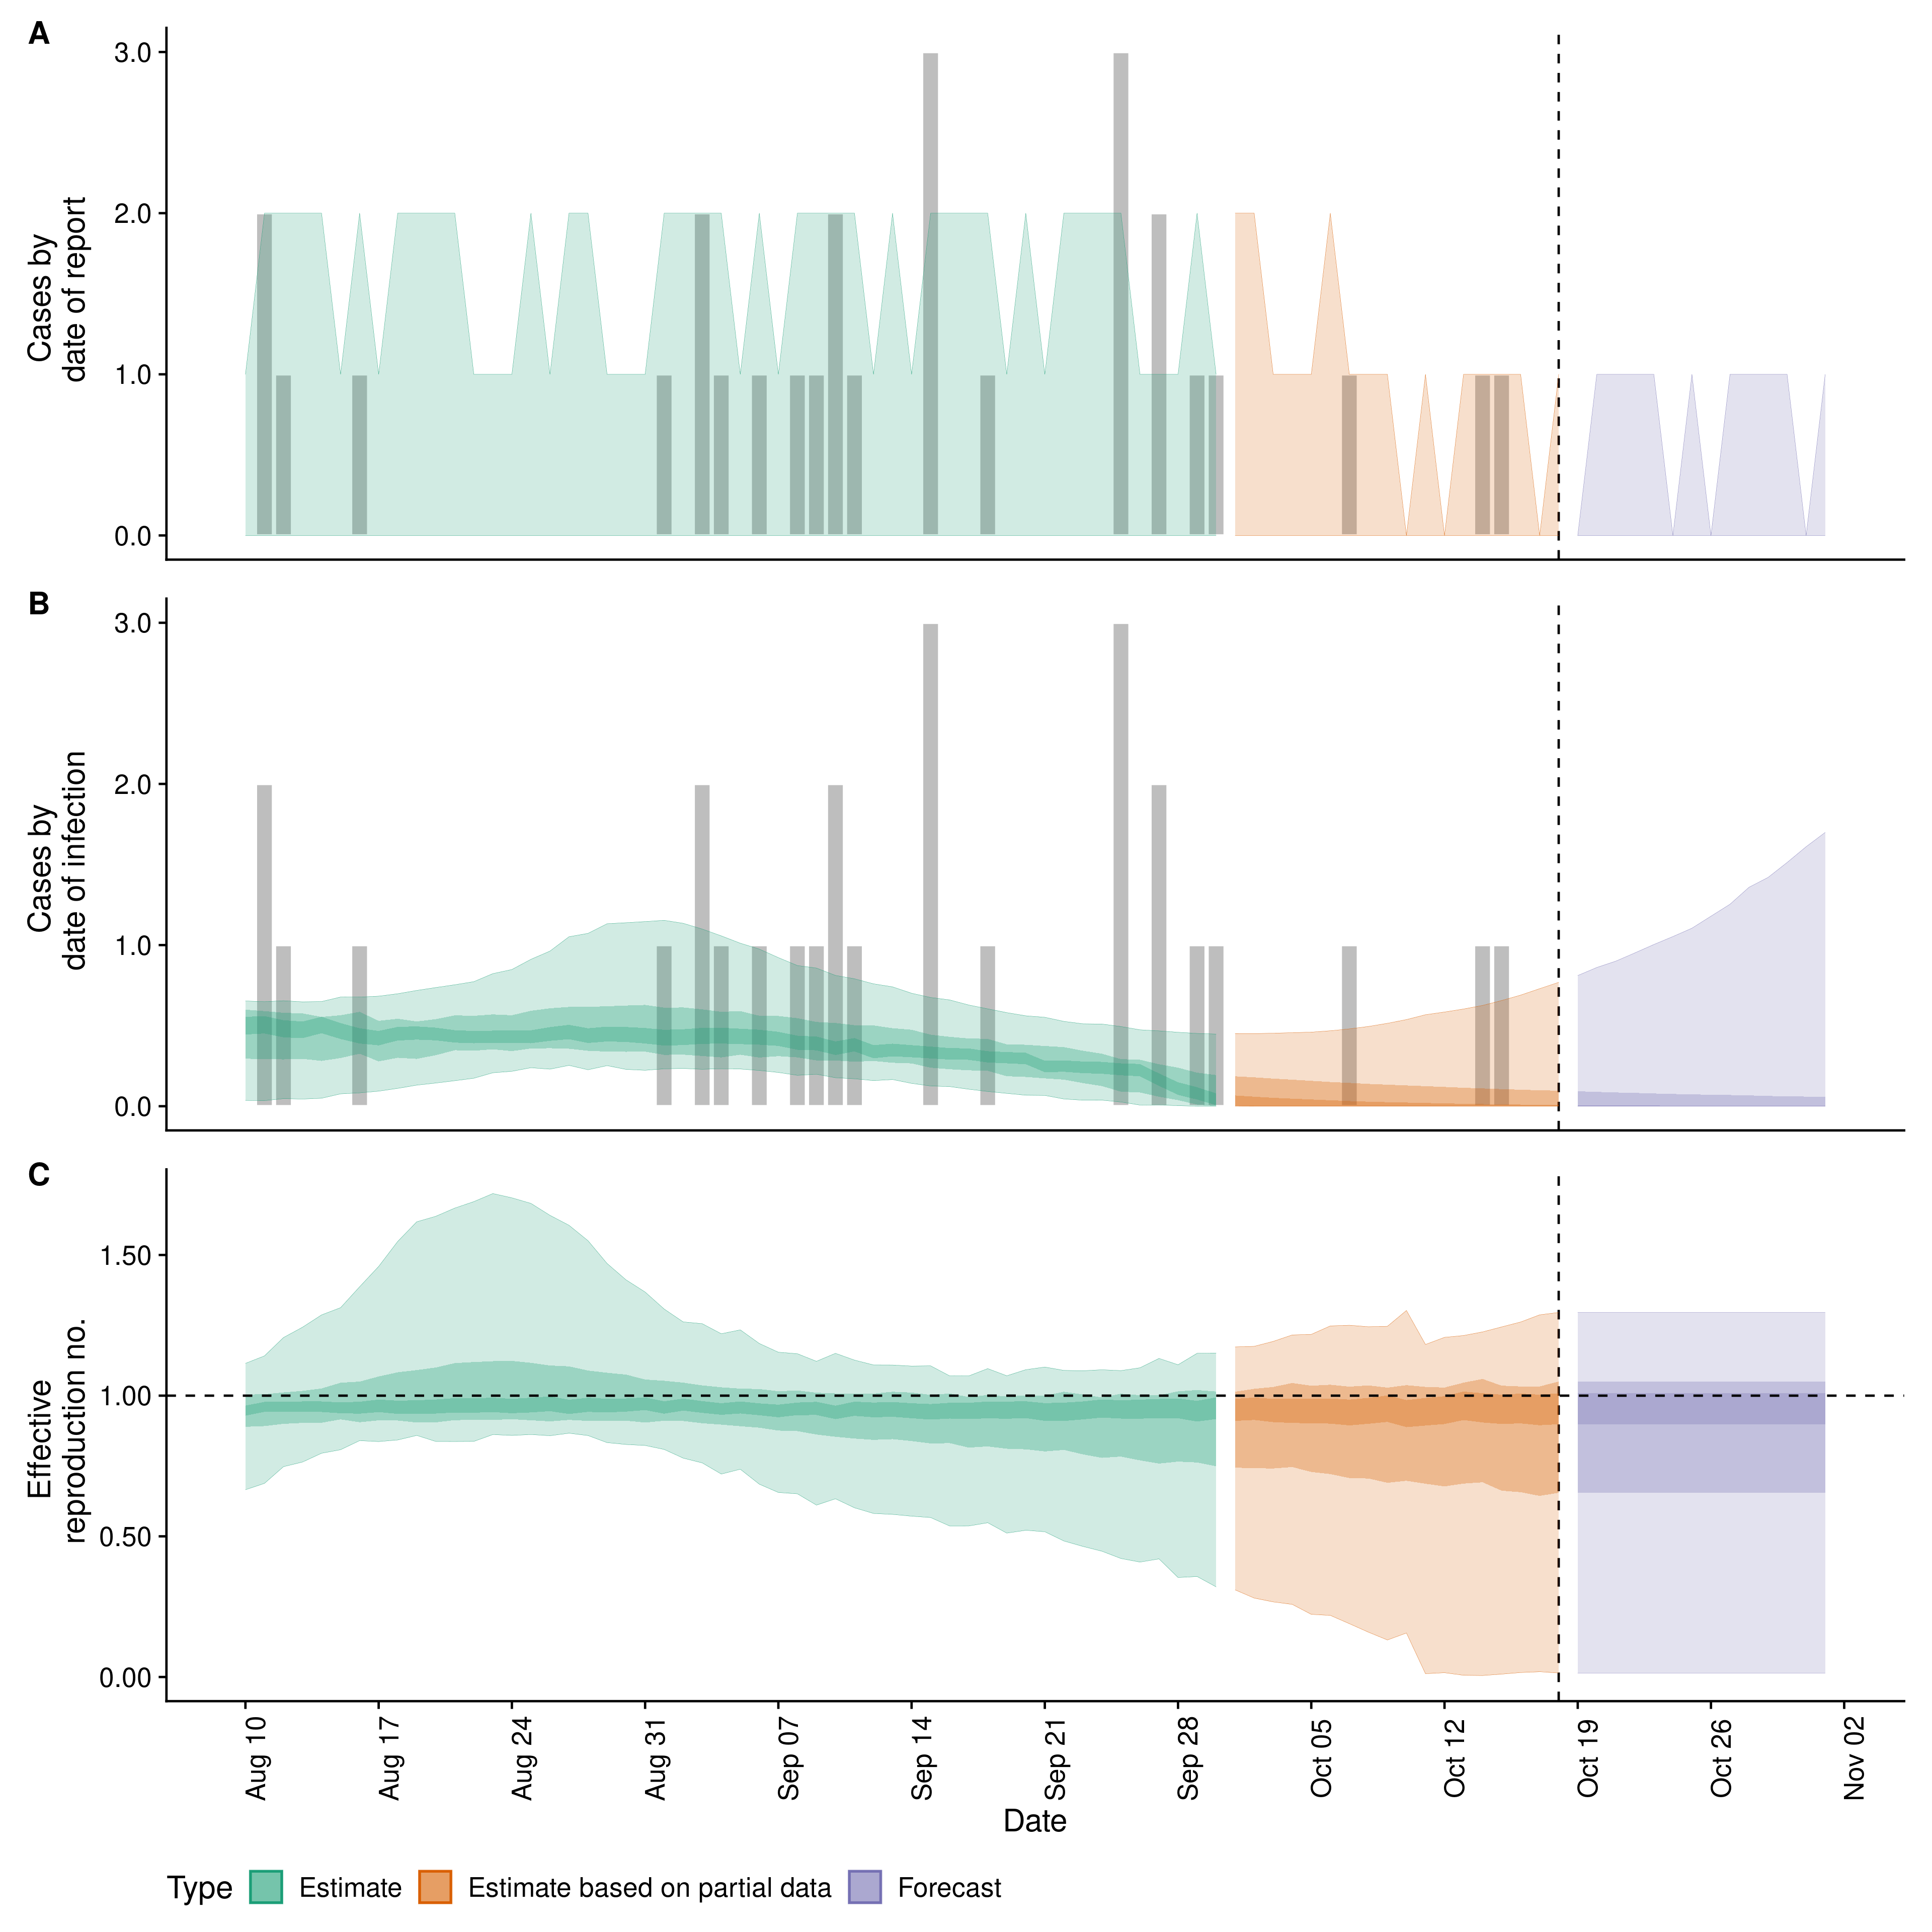 A
3.0
2.0
1.0
0.0
Cases by
date of report
B
3.0
2.0
1.0
0.0
Cases by
date of infection
C
1.50
1.00
0.50
0.00
Effective
reproduction no.
Aug 10
Aug 17
Aug 24
Aug 31
Sep 07
Sep 14
Sep 21
Sep 28
Oct 05
Oct 12
Oct 19
Oct 26
Nov 02
Date
Type Estimate Estimate based on partial data Forecast